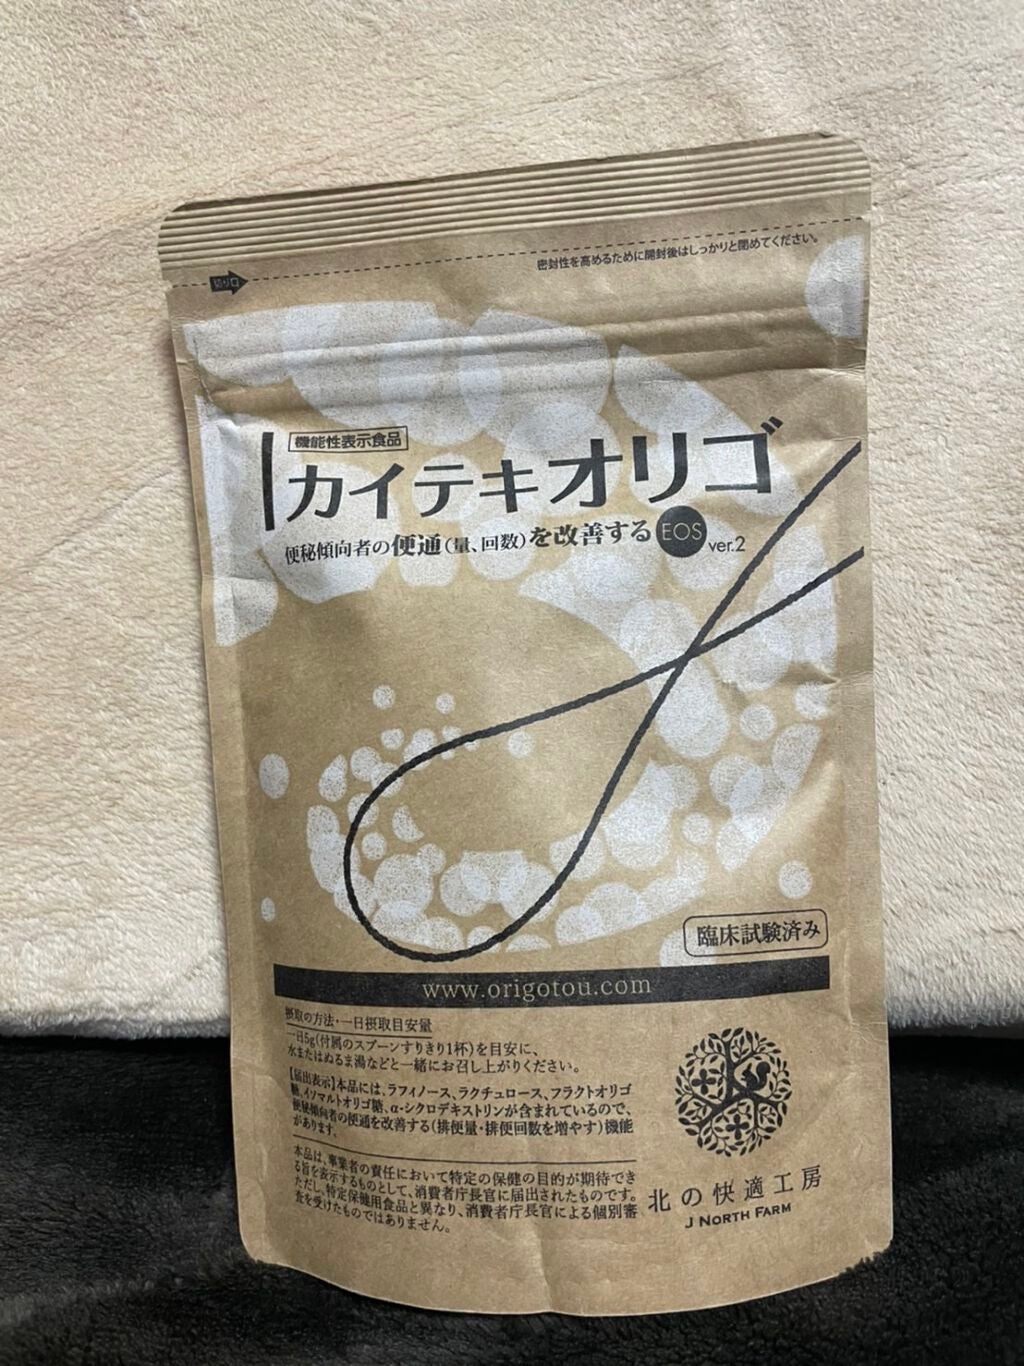 密封性を高めるために開封後はしっかりと閉めてください。
切り口
機能性表示食品
カイテキオリゴ
便秘傾向者の便通(量、回数)を改善する EOS ver.2
臨床試験済み
www.origotou.com
摂取の方法・一日摂取目安量
一日5g(付属のスプーンすりきり1杯)を目安に、
水またはぬるま湯などと一緒にお召し上がりください。
【届出表示】本品には、ラフィノース、ラクチュロース、フラクトオリゴ
糖、イソマルトオリゴ糖、α-シクロデキストリンが含まれているので、
便秘傾向者の便通を改善する(排便量・排便回数を増やす)機能
があります。
本品は、事業者の責任において特定の保健の目的が期待でき
る旨を表示するものとして、消費者庁長官に届出されたものです。
ただし、特定保健用食品と異なり、消費者庁長官による個別審
査を受けたものではありません。
北の快適工房
J NORTH FARM